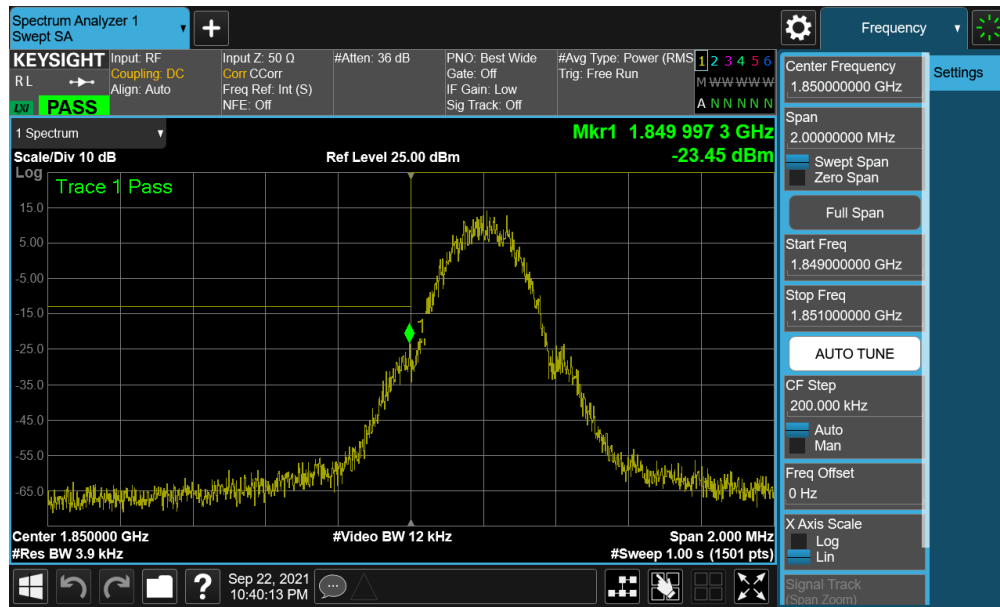 Spectrum Analyzer 1
Swept SA
+
Frequency
KEYSIGHT
R L
LXI PASS
Input: RF
Coupling: DC
Align: Auto
Input Z: 50 Ω
Corr CCorr
Freq Ref: Int (S)
NFE: Off
#Atten: 36 dB
PNO: Best Wide
Gate: Off
IF Gain: Low
Sig Track: Off
#Avg Type: Power (RMS
Trig: Free Run
1 2 3 4 5 6
M W W W W W
A N N N N N
1 Spectrum
Scale/Div 10 dB
Ref Level 25.00 dBm
Mkr1 1.849 997 3 GHz
-23.45 dBm
Log
Trace 1 Pass
15.0
5.00
-5.00
-15.0
-25.0
-35.0
-45.0
-55.0
-65.0
1
Center 1.850000 GHz
#Video BW 12 kHz
Span 2.000 MHz
#Res BW 3.9 kHz
#Sweep 1.00 s (1501 pts)
Center Frequency
1.850000000 GHz
Span
2.00000000 MHz
Swept Span
Zero Span
Full Span
Start Freq
1.849000000 GHz
Stop Freq
1.851000000 GHz
AUTO TUNE
CF Step
200.000 kHz
Auto
Man
Freq Offset
0 Hz
X Axis Scale
Log
Lin
Signal Track
(Span Zoom)
Settings
?
Sep 22, 2021
10:40:13 PM